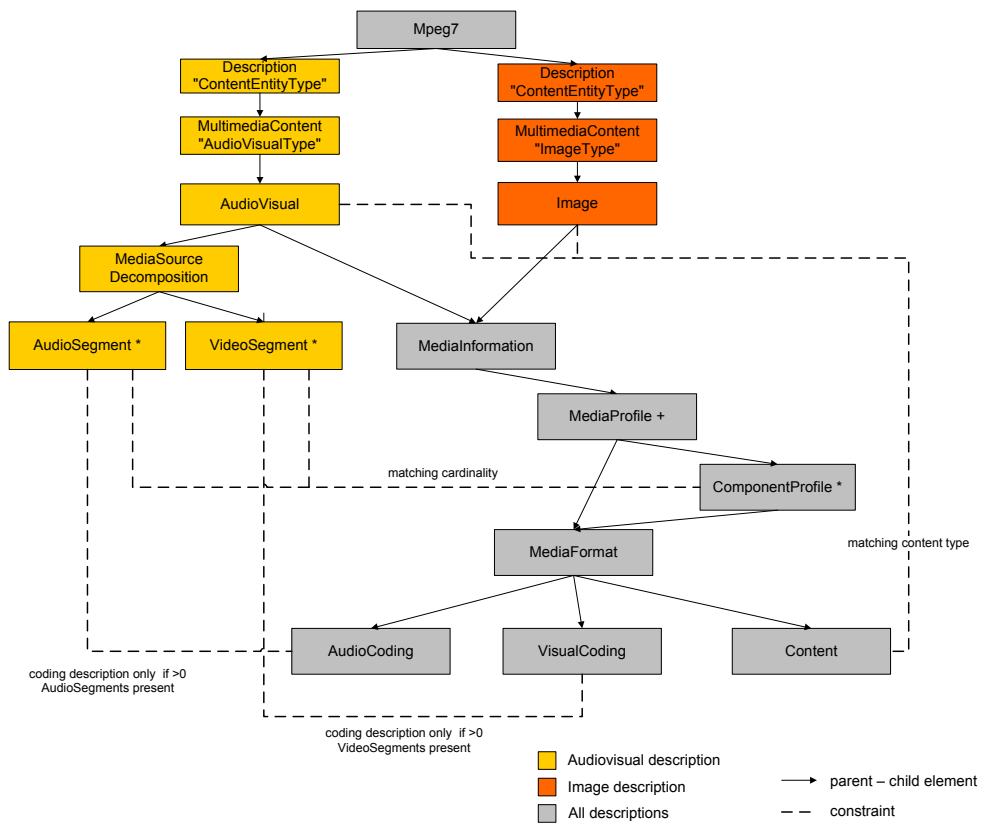 Mpeg7
Description
"ContentEntityType"
Description
"ContentEntityType"
MultimediaContent
"AudioVisualType"
MultimediaContent
"ImageType"
AudioVisual
Image
MediaSource
Decomposition
AudioSegment *
VideoSegment *
MediaInformation
MediaProfile +
matching cardinality
ComponentProfile *
MediaFormat
matching content type
AudioCoding
VisualCoding
Content
coding description only if >0
AudioSegments present
coding description only if >0
VideoSegments present
Audiovisual description
Image description
All descriptions
parent – child element
constraint